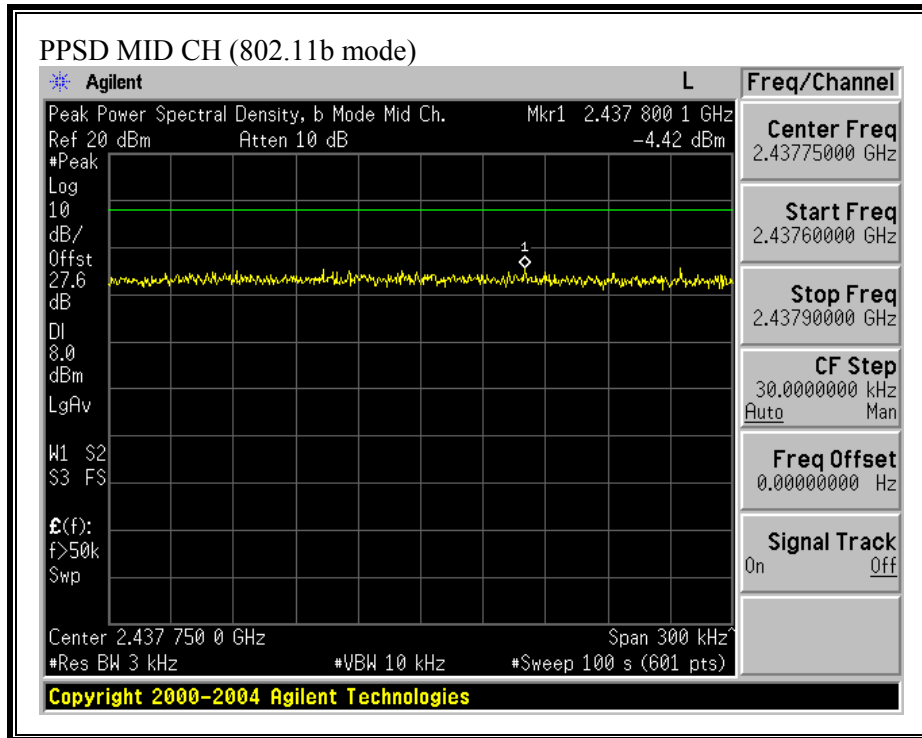 PPSD MID CH (802.11b mode)
Agilent L
Peak Power Spectral Density, b Mode Mid Ch. Mkr1 2.437 800 1 GHz
Ref 20 dBm Atten 10 dB -4.42 dBm
#Peak
Log
10
dB/
Offst
27.6
dB
DI
8.0
dBm
LgAv
W1 S2
S3 FS
£(f):
f>50k
Swp
1
Center 2.437 750 0 GHz Span 300 kHz^
#Res BW 3 kHz #VBW 10 kHz #Sweep 100 s (601 pts)
Copyright 2000-2004 Agilent Technologies
Freq/Channel
Center Freq
2.43775000 GHz
Start Freq
2.43760000 GHz
Stop Freq
2.43790000 GHz
CF Step
30.0000000 kHz
Auto Man
Freq Offset
0.00000000 Hz
Signal Track
On Off